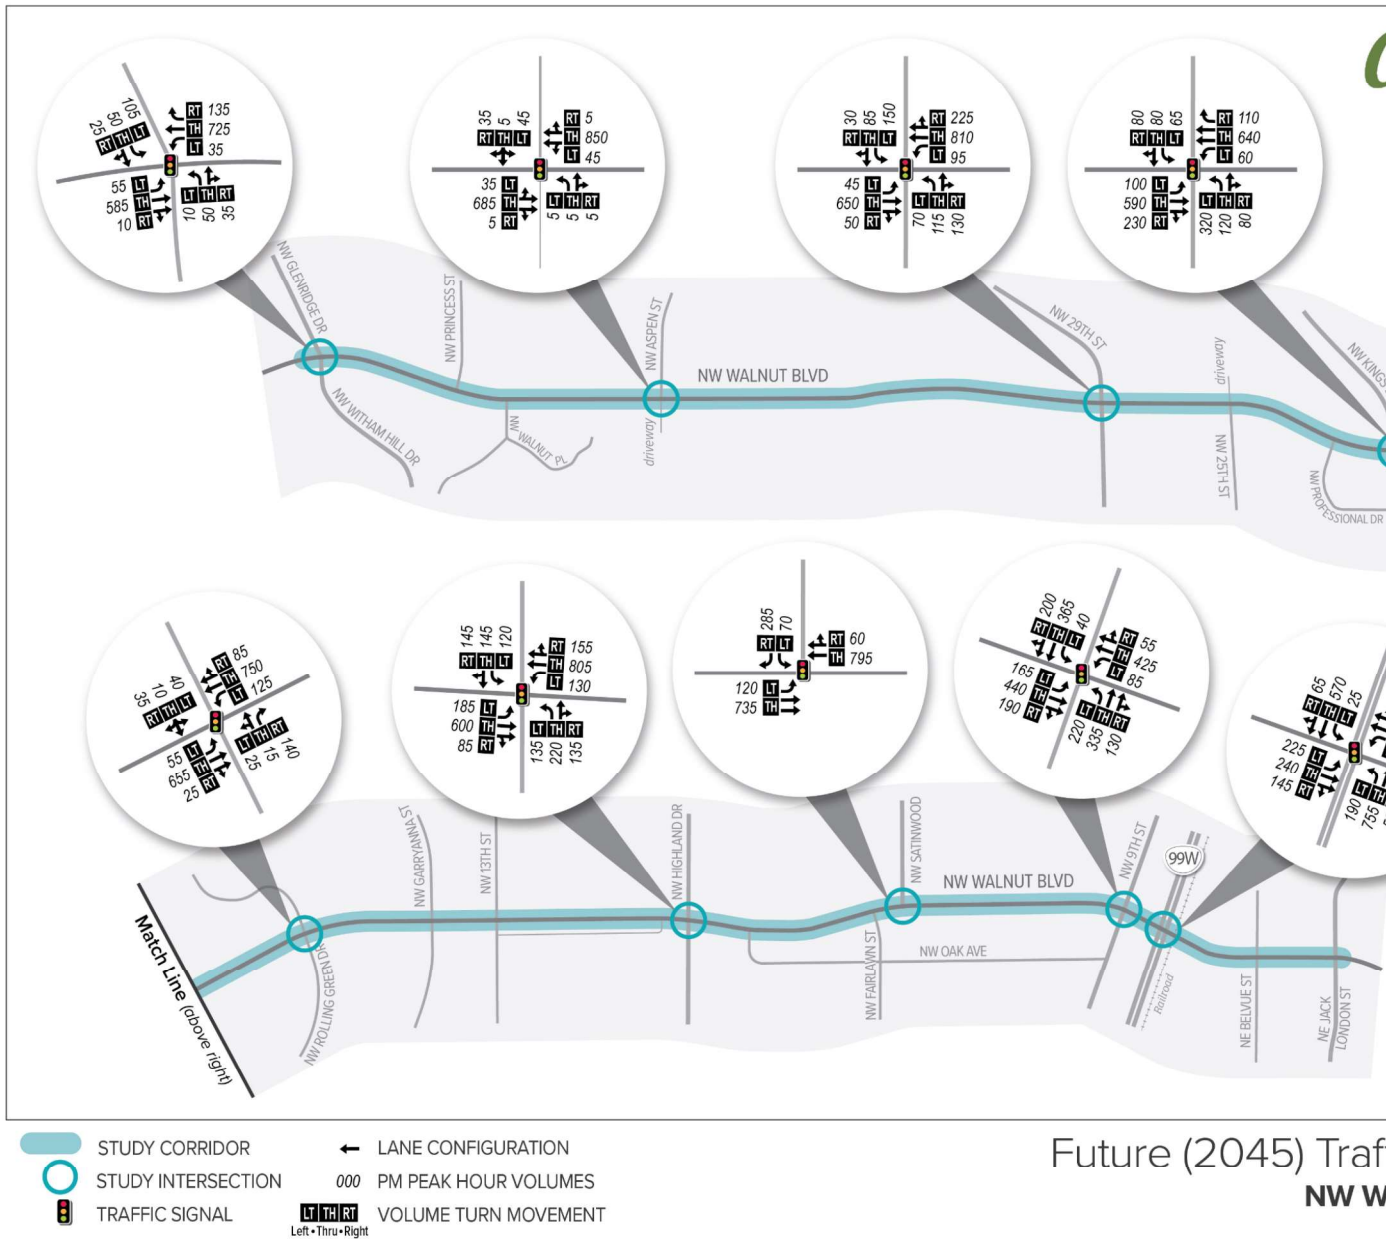 105
50
25
RT TH LT
RT 135
TH 725
LT 35
55 LT
585 TH
10 RT
LT TH RT
10
50
35
35
5
45
RT TH LT
RT 5
TH 850
LT 45
35 LT
685 TH
5 RT
LT TH RT
5
5
5
30
85
150
RT TH LT
RT 225
TH 810
LT 95
45 LT
650 TH
50 RT
LT TH RT
70
115
130
80
80
65
RT TH LT
RT 110
TH 640
LT 60
100 LT
590 TH
230 RT
LT TH RT
320
120
80
NW GLENRIDGE DR
NW WITHAM HILL DR
NW PRINCESS ST
NW WALNUT PL
NW ASPEN ST
driveway
NW WALNUT BLVD
NW 29TH ST
driveway
NW 25TH ST
NW KINGS
NW PROFESSIONAL DR
35
10
40
RT TH LT
RT 85
TH 750
LT 125
55 LT
655 TH
25 RT
LT TH RT
25
15
140
145
145
120
RT TH LT
RT 155
TH 805
LT 130
185 LT
600 TH
85 RT
LT TH RT
135
220
135
285
70
RT LT
RT 60
TH 795
120 LT
735 TH
200
365
40
RT TH LT
RT 55
TH 425
LT 85
165 LT
440 TH
190 RT
LT TH RT
220
335
130
65
570
25
RT TH LT
225 LT
240 TH
145 RT
LT TH
190
755
Match Line (above right)
NW ROLLING GREEN DR
NW GARRYANNA ST
NW 13TH ST
NW HIGHLAND DR
NW FAIRLAWN ST
NW SATINWOOD
NW WALNUT BLVD
NW OAK AVE
NW 9TH ST
99W
Railroad
NE BELVUE ST
NE JACK
LONDON ST
STUDY CORRIDOR
STUDY INTERSECTION
TRAFFIC SIGNAL
LANE CONFIGURATION
000 PM PEAK HOUR VOLUMES
LT TH RT VOLUME TURN MOVEMENT
Left • Thru • Right
Future (2045) Traf
NW W